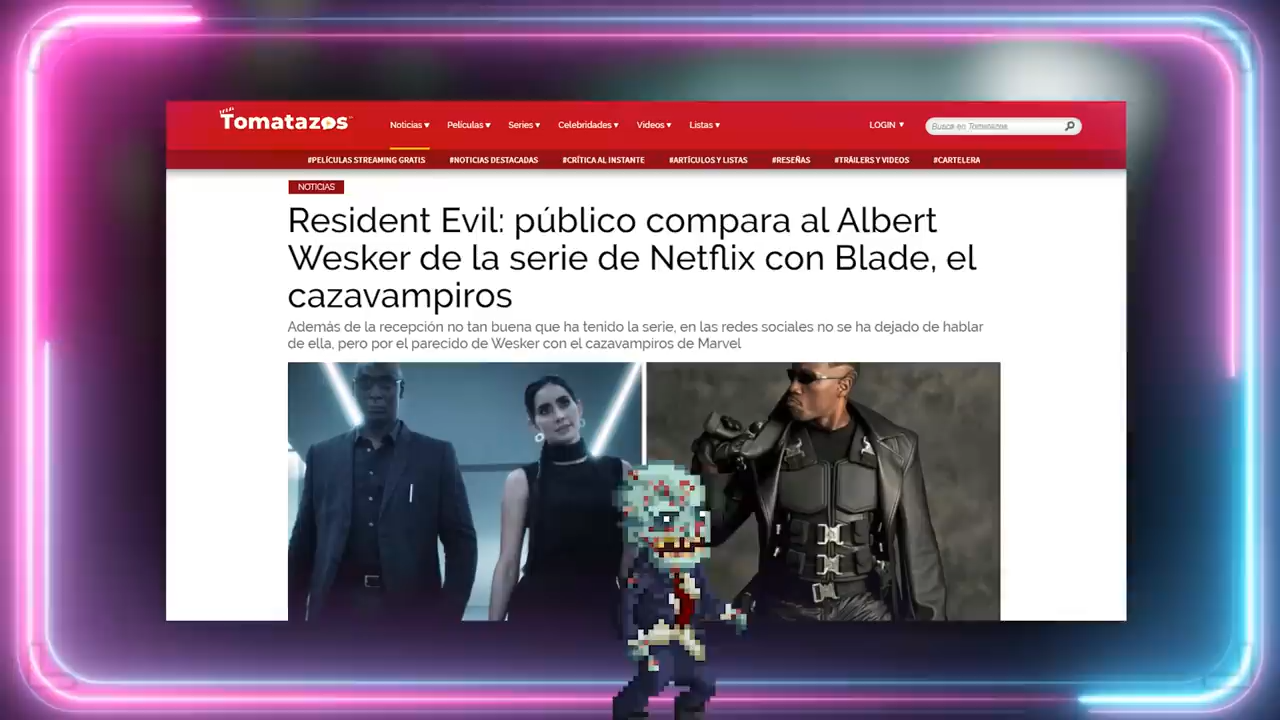 Tomatazos
Noticias Películas Series Celebridades Videos Listas LOGIN Busca en Tomatazos
#PELÍCULAS STREAMING GRATIS #NOTICIAS DESTACADAS #CRÍTICA AL INSTANTE #ARTÍCULOS Y LISTAS #RESEÑAS #TRÁILERS Y VIDEOS #CARTELERA
NOTICIAS
Resident Evil: público compara al Albert
Wesker de la serie de Netflix con Blade, el
cazavampiros
Además de la recepción no tan buena que ha tenido la serie, en las redes sociales no se ha dejado de hablar
de ella, pero por el parecido de Wesker con el cazavampiros de Marvel